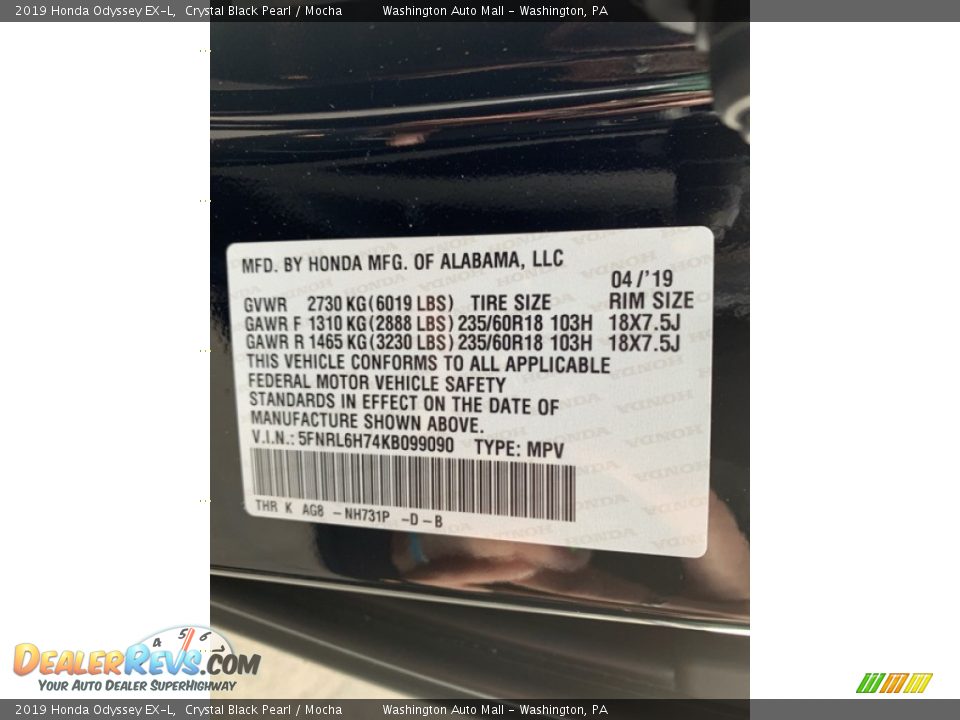 2019 Honda Odyssey EX-L, Crystal Black Pearl / Mocha Washington Auto Mall - Washington, PA
MFD. BY HONDA MFG. OF ALABAMA, LLC
04/'19
GVWR 2730 KG (6019 LBS) TIRE SIZE RIM SIZE
GAWR F 1310 KG (2888 LBS) 235/60R18 103H 18X7.5J
GAWR R 1465 KG (3230 LBS) 235/60R18 103H 18X7.5J
THIS VEHICLE CONFORMS TO ALL APPLICABLE
FEDERAL MOTOR VEHICLE SAFETY
STANDARDS IN EFFECT ON THE DATE OF
MANUFACTURE SHOWN ABOVE.
V.I.N.: 5FNRL6H74KB099090 TYPE: MPV
THR K AG8 -NH731P -D-B
4 5 6 7
DEALERREVS.COM
YOUR AUTO DEALER SUPERHIGHWAY
2019 Honda Odyssey EX-L, Crystal Black Pearl / Mocha Washington Auto Mall - Washington, PA